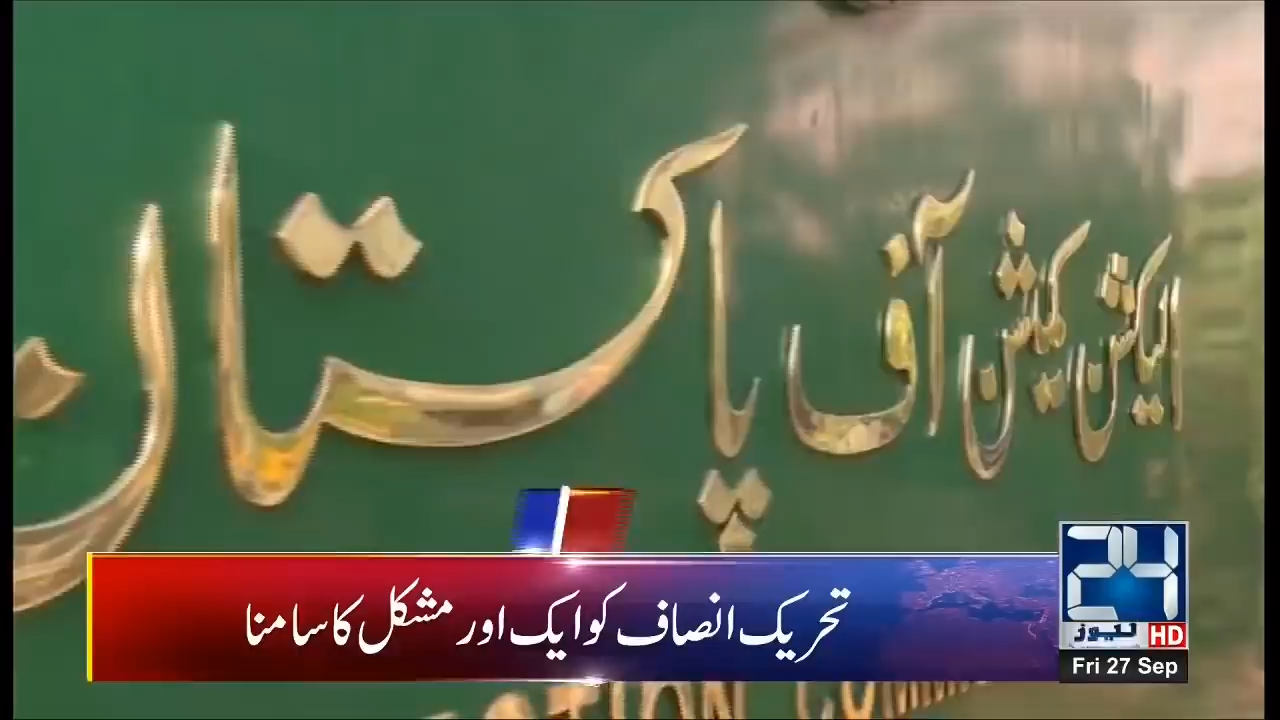 الیکشن کمیشن آف پاکستان
تحریک انصاف کو ایک اور مشکل کا سامنا
24
نیوز HD
Fri 27 Sep